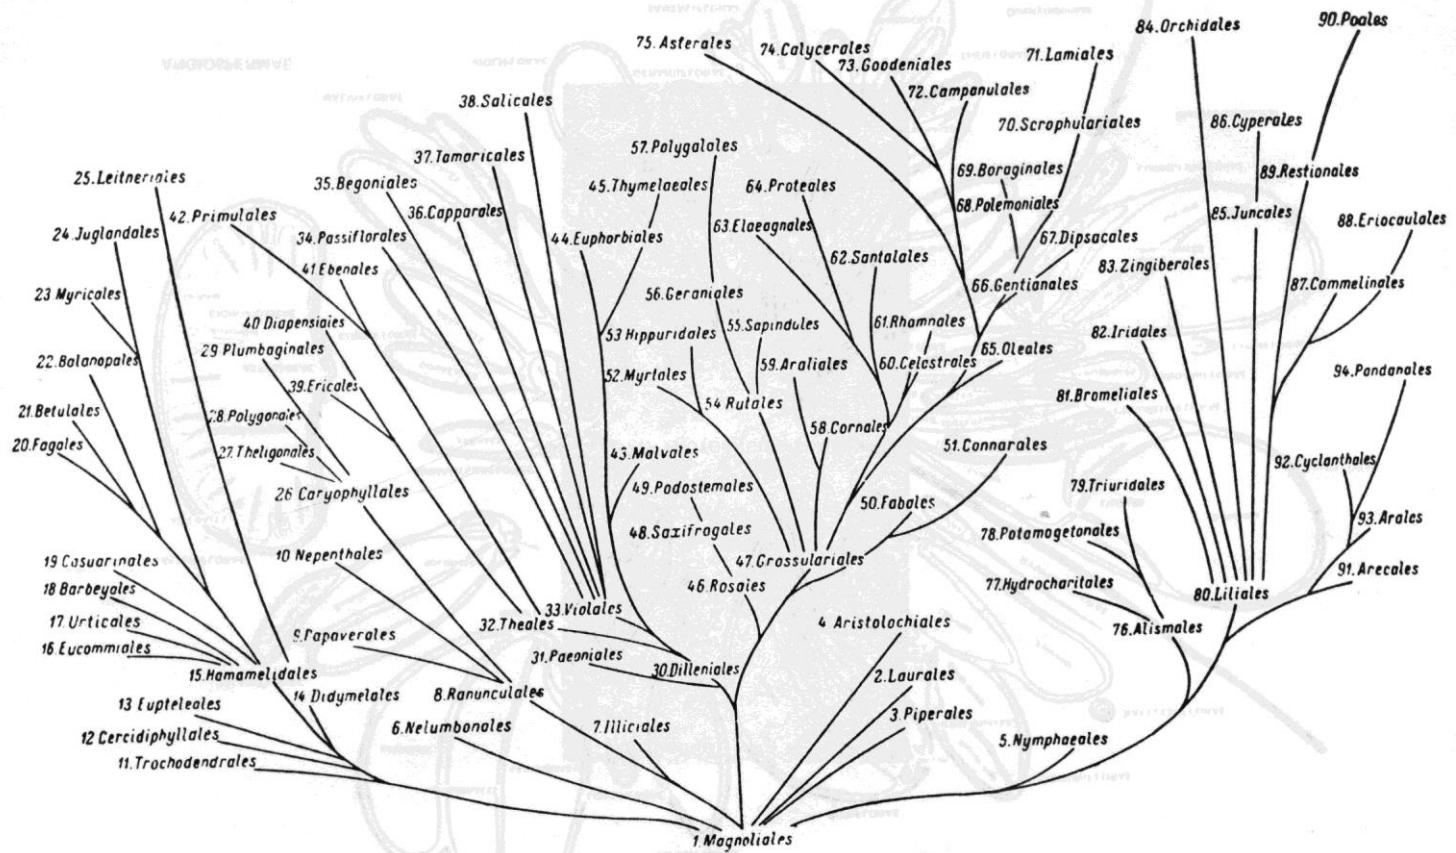 90.Poales
84.Orchidales
75.Asterales
74.Calycerales
71.Lamiales
73.Goodeniales
72.Campanulales
38.Salicales
70.Scrophulariales
86.Cyperales
57.Polygalales
37.Tamaricales
89.Restionales
69.Boraginales
25.Leitneriales
35.Begoniales
45.Thymelaeales
64.Proteales
68.Polemoniales
36.Capparales
85.Juncales
42.Primulales
88.Eriocaulales
63.Elaeagnales
24.Juglandales
34.Passiflorales
44.Euphorbiales
67.Dipsacales
62.Santalales
83.Zingiberales
41 Ebenales
66.Gentianales
87.Commelinales
23 Myricales
56.Geraniales
40 Diapensiales
61.Rhamnales
55.Sapindales
53 Hippuridales
82.Iridales
29 Plumbaginales
65.Oleales
22.Balanopales
59.Araliales
60.Celastrales
52.Myrtales
94.Pandanales
39.Ericales
81.Bromeliales
54 Rutales
21.Betulales
28.Polygonales
58.Cornales
20.Fagales
51.Connarales
27.Theligonales
43.Malvales
92.Cyclanthales
49.Podostemales
79.Triuridales
26 Caryophyllales
50.Fabales
93.Arales
48.Saxifragales
78.Potamogetonales
10 Nepenthales
19 Casuarinales
47.Grossulariales
91.Arecales
77.Hydrocharitales
18 Barbeyales
46.Rosales
80.Liliales
33.Violales
17.Urticales
32.Theales
4 Aristolochiales
76.Alismales
9.Papaverales
16.Eucommiales
31.Paeoniales
30.Dilleniales
15.Hamamelidales
2.Laurales
14 Didymelales
8.Ranunculales
13 Eupteleales
3.Piperales
6.Nelumbonales
7.Illiciales
12 Cercidiphyllales
5.Nymphaeales
11.Trochodendrales
1.Magnoliales